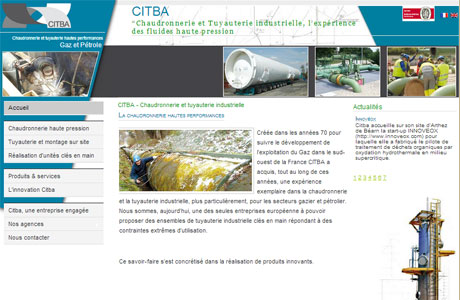 CITBA
Chaudronnerie et tuyauterie hautes performances
Gaz et Pétrole
CITBA
"Chaudronnerie et Tuyauterie industrielle, l'expérience
des fluides haute pression
Accueil
Chaudronnerie haute pression
Tuyauterie et montage sur site
Réalisation d'unités clés en main
Produits & services
L'innovation Citba
Citba, une entreprise engagée
Nos agences
Nous contacter
CITBA - Chaudronnerie et tuyauterie industrielle
La chaudronnerie hautes performances
Créée dans les années 70 pour
suivre le développement de
l'exploitation du Gaz dans le sud-
ouest de la France CITBA a
acquis, tout au long de ces
années, une expérience
exemplaire dans la chaudronnerie
et la tuyauterie industrielle, plus particulièrement, pour les secteurs gazier et pétrolier.
Nous sommes, aujourd'hui, une des seules entreprises européenne à pouvoir
proposer des ensembles de tuyauterie industrielle clés en main répondant à des
contraintes extrêmes d'utilisation.
Ce savoir-faire s'est concrétisé dans la réalisation de produits innovants.
Actualités
Innoveox
Citba accueille sur son site d'Arthez
de Béarn la start-up INNOVEOX
(http://www.innoveox.com) pour
laquelle elle a fabriqué le pilote de
traitement de déchets organiques par
oxydation hydrothermale en milieu
supercritique.
1 2 3 4 5 6 7